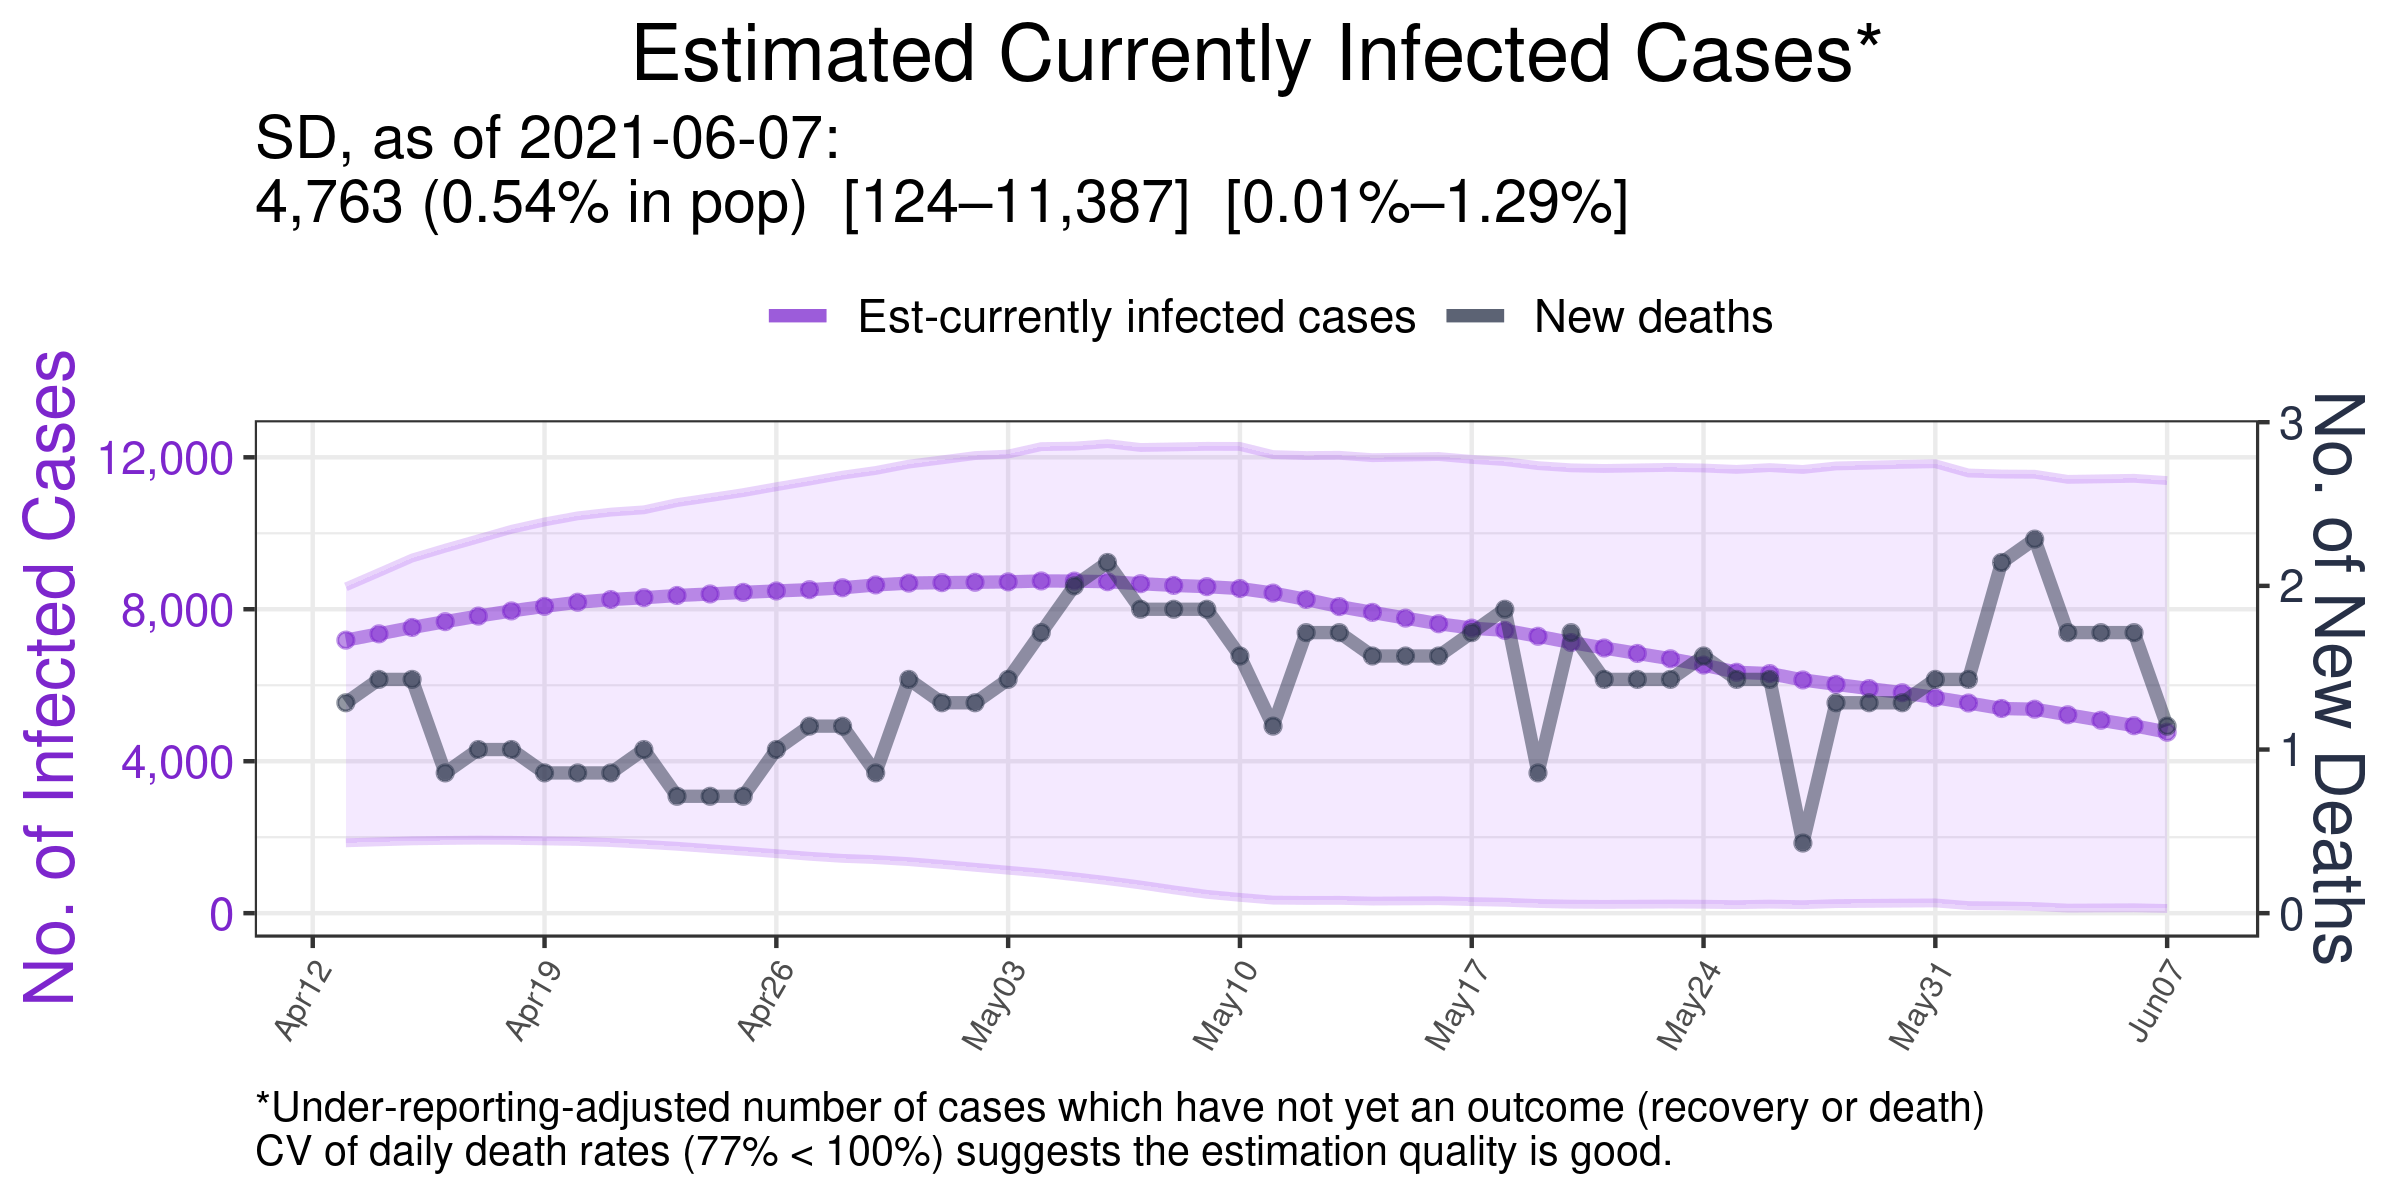 Estimated Currently Infected Cases*
SD, as of 2021-06-07:
4,763 (0.54% in pop)  [124–11,387]  [0.01%–1.29%]
Est-currently infected cases
New deaths
No. of Infected Cases
12,000
8,000
4,000
0
3
2
1
0
No. of New Deaths
Apr12
Apr19
Apr26
May03
May10
May17
May24
May31
Jun07
*Under-reporting-adjusted number of cases which have not yet an outcome (recovery or death)
CV of daily death rates (77% < 100%) suggests the estimation quality is good.